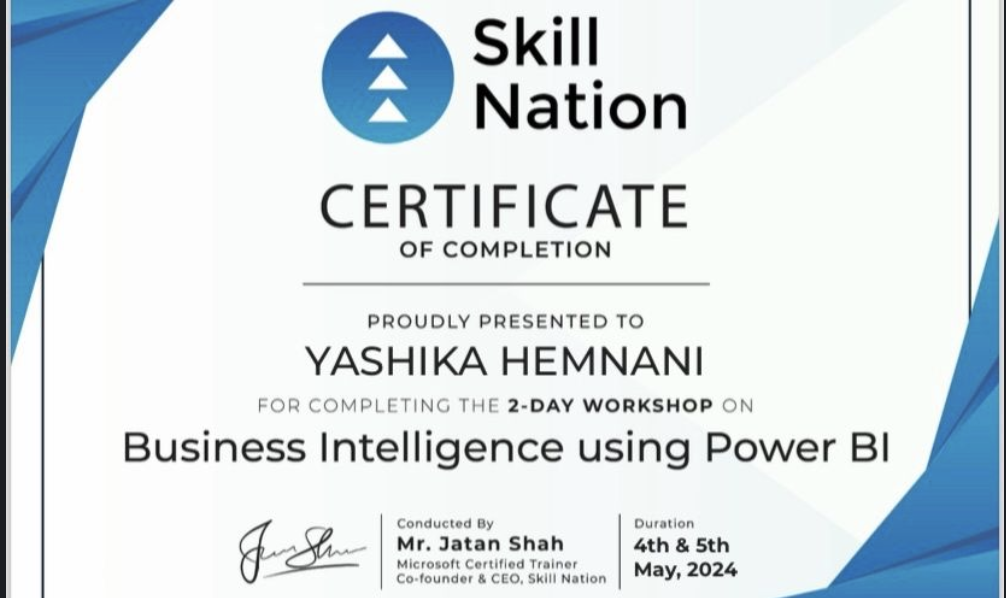 Skill
Nation
CERTIFICATE
OF COMPLETION
PROUDLY PRESENTED TO
YASHIKA HEMNANI
FOR COMPLETING THE 2-DAY WORKSHOP ON
Business Intelligence using Power BI
Conducted By
Mr. Jatan Shah
Microsoft Certified Trainer
Co-founder & CEO, Skill Nation
Duration
4th & 5th
May, 2024